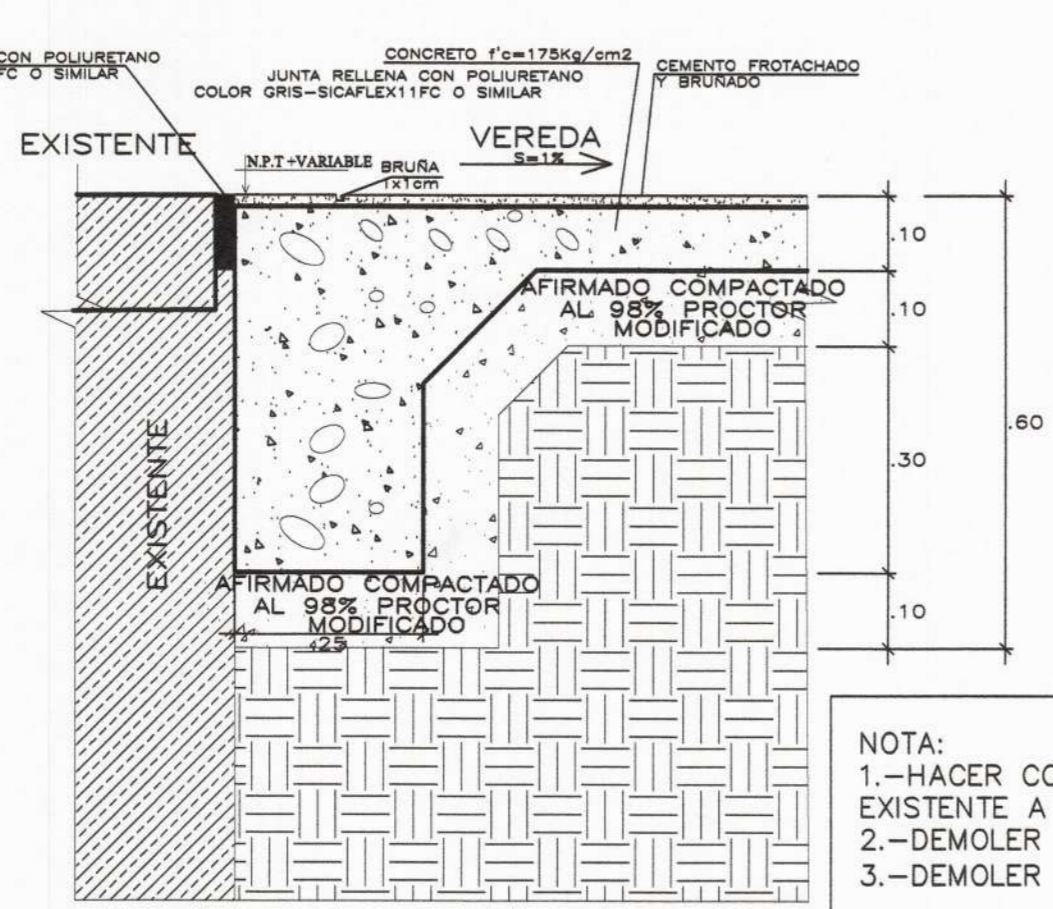 CON POLIURETANO
FC O SIMILAR
CONCRETO f'c=175Kg/cm2
JUNTA RELLENA CON POLIURETANO
COLOR GRIS-SICAFLEX11FC O SIMILAR
CEMENTO FROTACHADO
Y BRUÑADO
EXISTENTE
VEREDA
S=1%
N.P.T +VARIABLE
BRUÑA
1x1cm
.10
AFIRMADO COMPACTADO
AL 98% PROCTOR
MODIFICADO
.10
.60
.30
EXISTENTE
AFIRMADO COMPACTADO
AL 98% PROCTOR
MODIFICADO
.25
.10
NOTA:
1.-HACER CO
EXISTENTE A
2.-DEMOLER
3.-DEMOLER